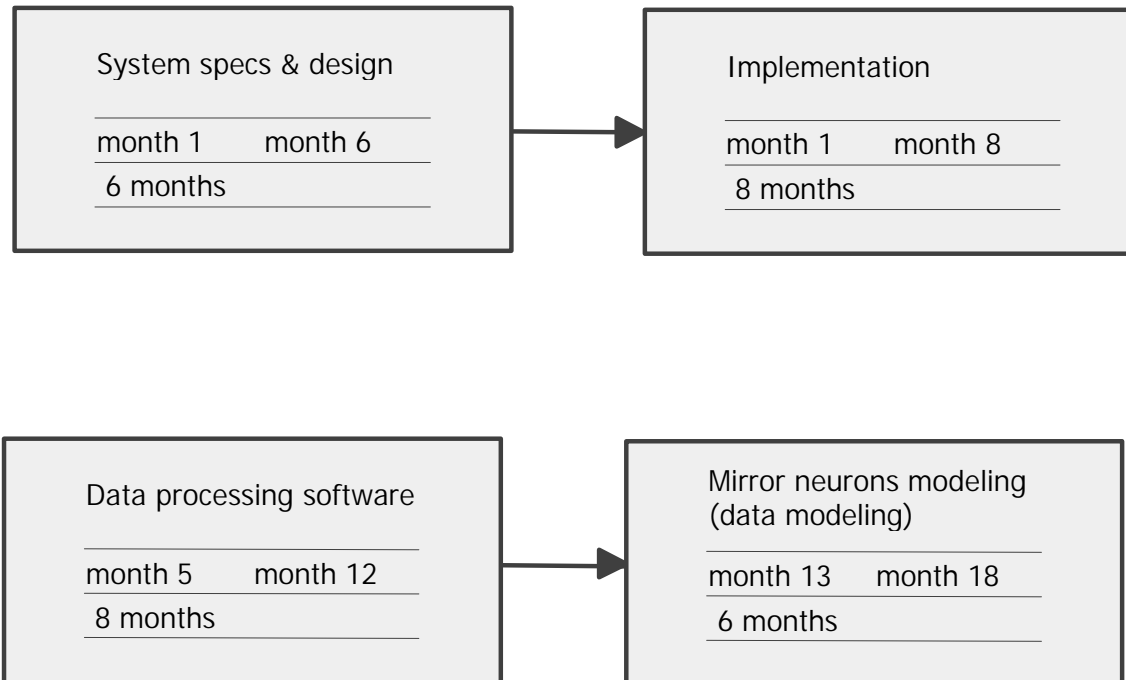 System specs & design
month 1 month 6
6 months
Implementation
month 1 month 8
8 months
Data processing software
month 5 month 12
8 months
Mirror neurons modeling
(data modeling)
month 13 month 18
6 months